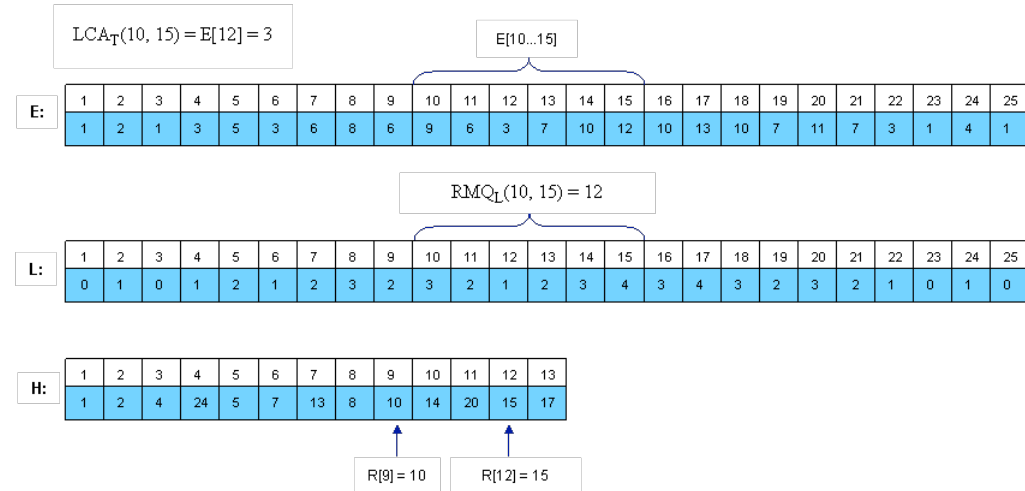 LCAT(10, 15) = E[12] = 3
E[10...15]
E:
1 2 3 4 5 6 7 8 9 10 11 12 13 14 15 16 17 18 19 20 21 22 23 24 25
1 2 1 3 5 3 6 8 6 9 6 3 7 10 12 10 13 10 7 11 7 3 1 4 1
RMQL(10, 15) = 12
L:
1 2 3 4 5 6 7 8 9 10 11 12 13 14 15 16 17 18 19 20 21 22 23 24 25
0 1 0 1 2 1 2 3 2 3 2 1 2 3 4 3 4 3 2 3 2 1 0 1 0
H:
1 2 3 4 5 6 7 8 9 10 11 12 13
1 2 4 24 5 7 13 8 10 14 20 15 17
R[9] = 10 R[12] = 15